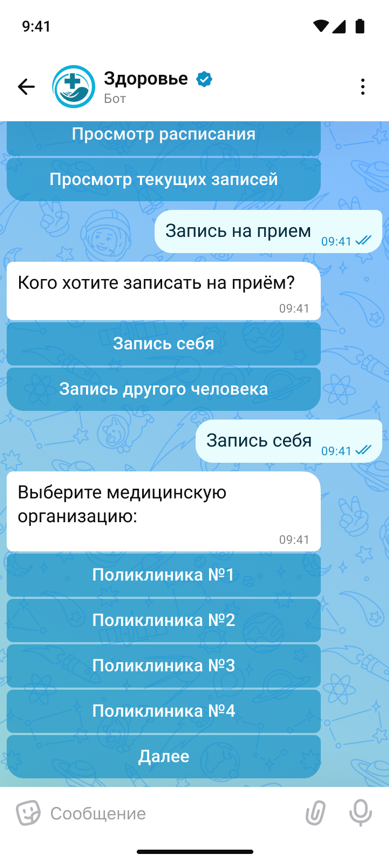 9:41
Здоровье
Бот
Просмотр расписания
Просмотр текущих записей
Запись на прием
09:41
Кого хотите записать на приём?
09:41
Запись себя
Запись другого человека
Запись себя
09:41
Выберите медицинскую
организацию:
09:41
Поликлиника №1
Поликлиника №2
Поликлиника №3
Поликлиника №4
Далее
Сообщение